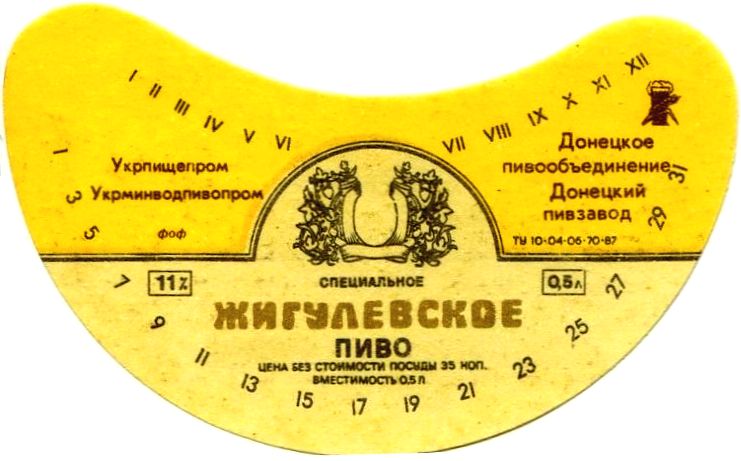 I II III IV V VI VII VIII IX X XI XII
Укрпищепром
Укрминводпивопром
фоф
Донецкое
пивообъединение
Донецкий
пивзавод
ТУ 10·04·06·70·87
11%
СПЕЦИАЛЬНОЕ
0,5л
ЖИГУЛЕВСКОЕ
ПИВО
ЦЕНА БЕЗ СТОИМОСТИ ПОСУДЫ 35 КОП.
ВМЕСТИМОСТЬ 0,5 Л
1 3 5 7 9 11 13 15 17 19 21 23 25 27 29 31